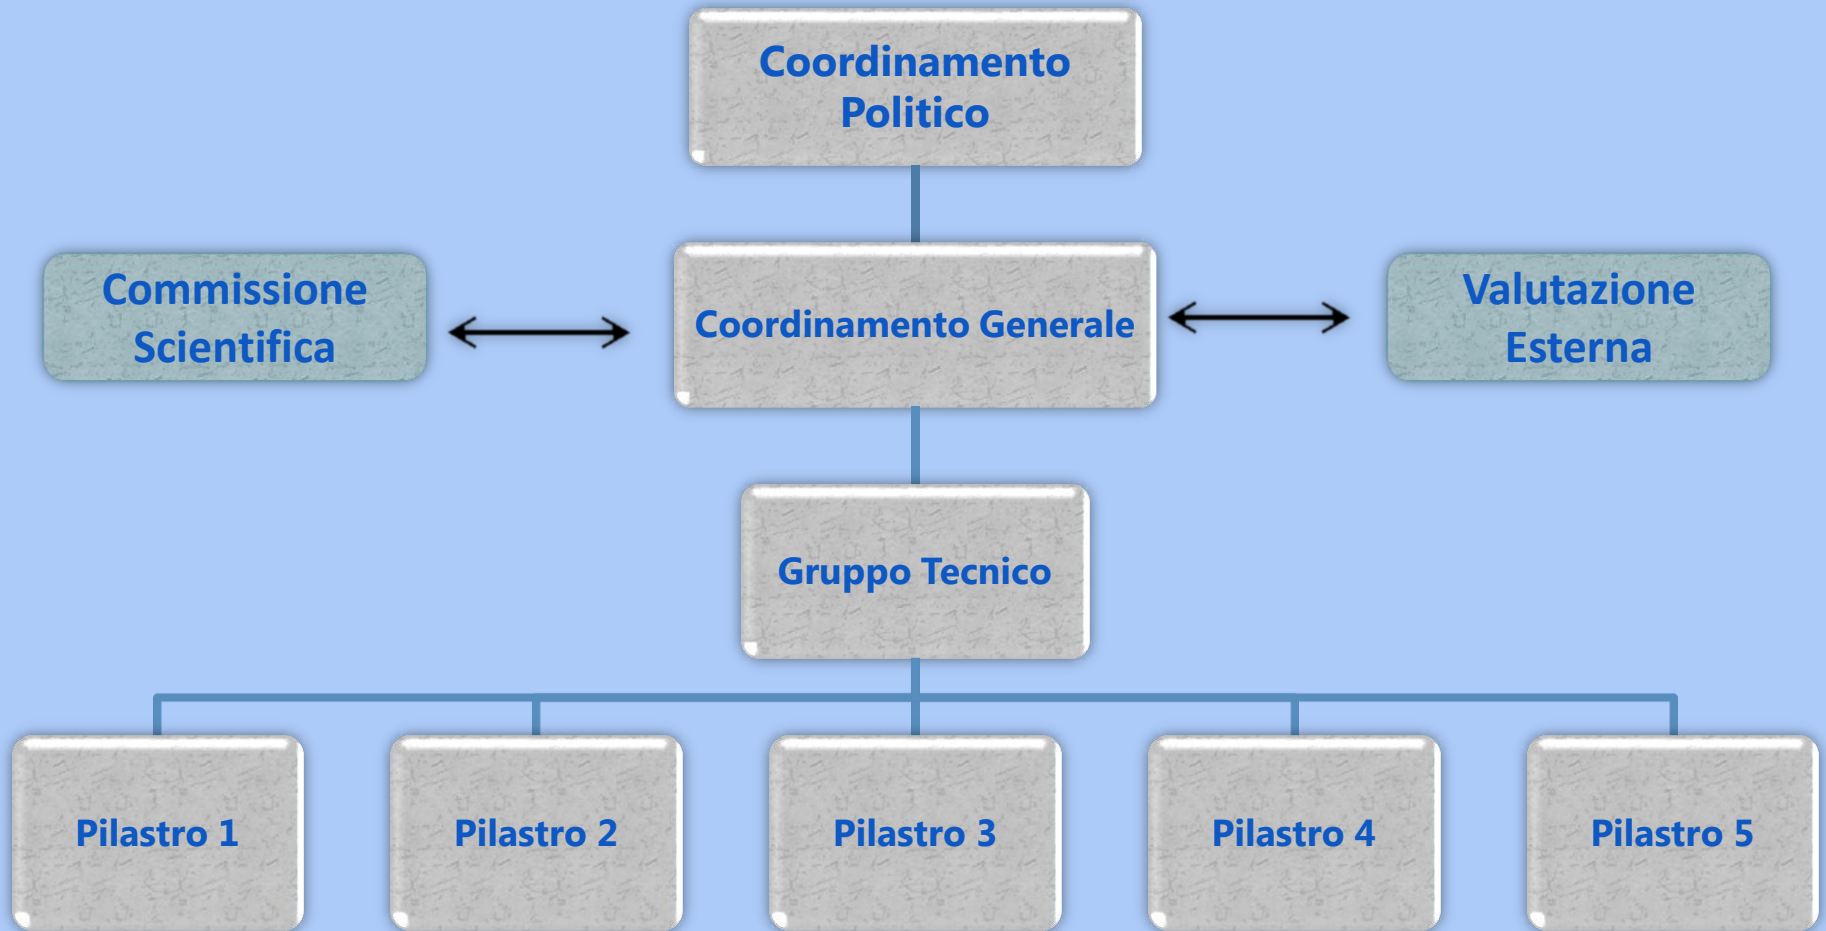 Coordinamento
Politico
Commissione
Scientifica
Coordinamento Generale
Valutazione
Esterna
Gruppo Tecnico
Pilastro 1
Pilastro 2
Pilastro 3
Pilastro 4
Pilastro 5